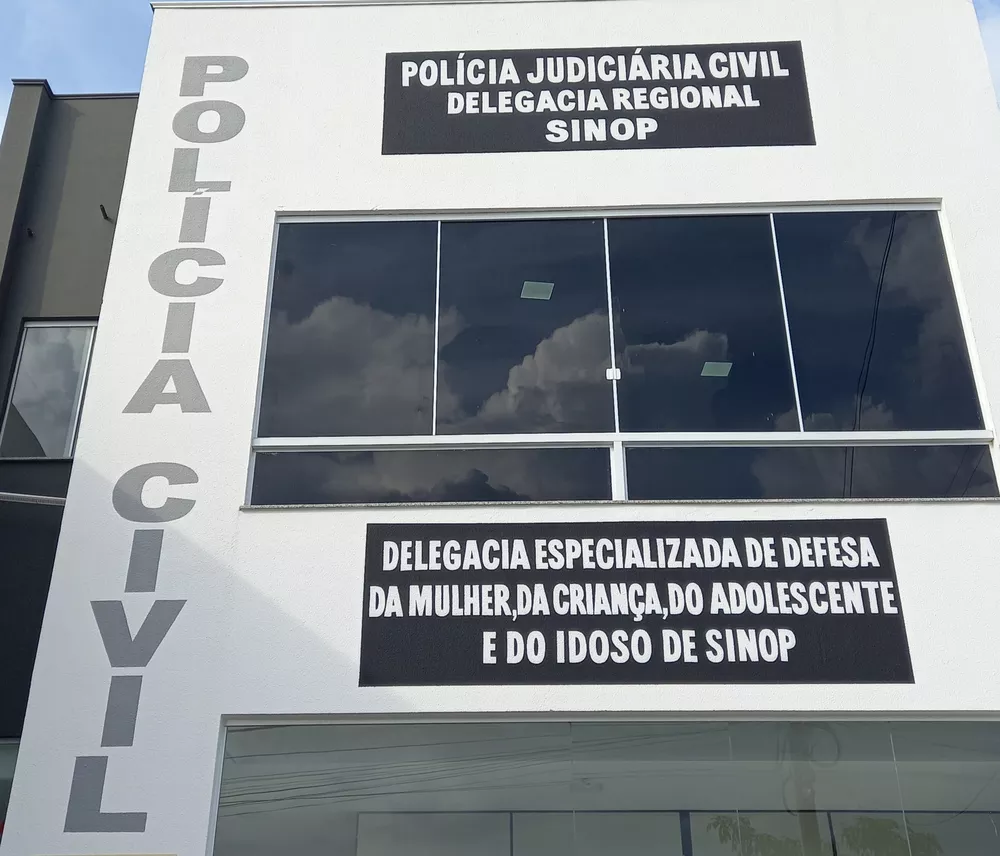 POLÍCIA CIVIL
POLÍCIA JUDICIÁRIA CIVIL
DELEGACIA REGIONAL
SINOP
DELEGACIA ESPECIALIZADA DE DEFESA
DA MULHER,DA CRIANÇA,DO ADOLESCENTE
E DO IDOSO DE SINOP